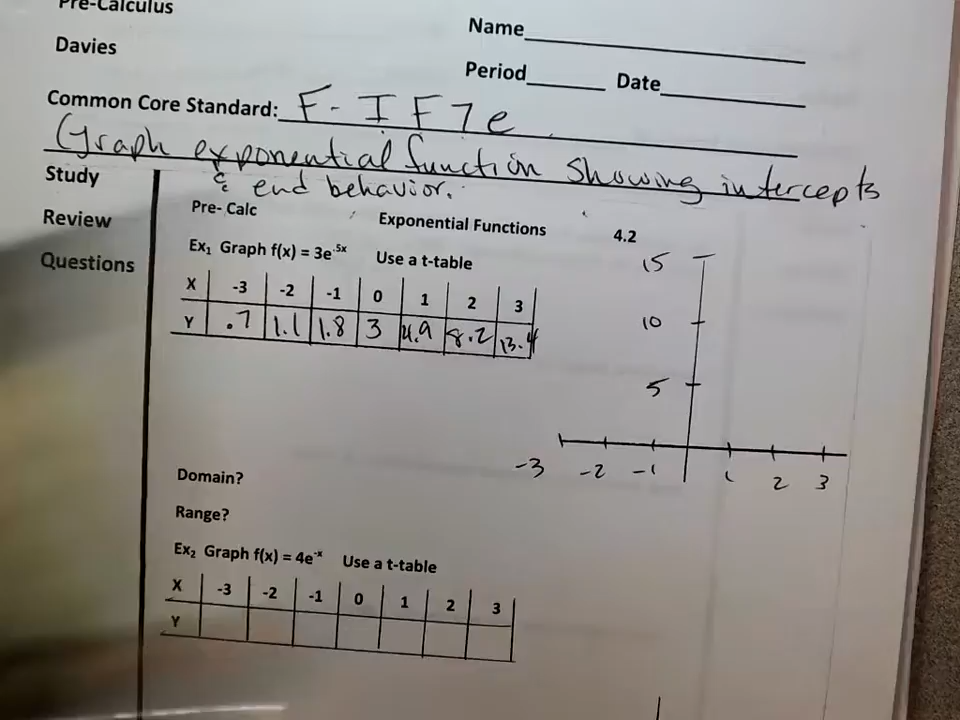 Pre-Calculus
Name
Davies
Period Date
Common Core Standard: F-IF7e
Graph exponential function showing intercepts
& end behavior.
Study
Review
Questions
Pre- Calc Exponential Functions 4.2
Ex₁ Graph f(x) = 3e^.5x Use a t-table
X -3 -2 -1 0 1 2 3
Y .7 1.1 1.8 3 4.9 8.2 13.4
15
10
5
-3 -2 -1 1 2 3
Domain?
Range?
Ex₂ Graph f(x) = 4e^-x Use a t-table
X -3 -2 -1 0 1 2 3
Y